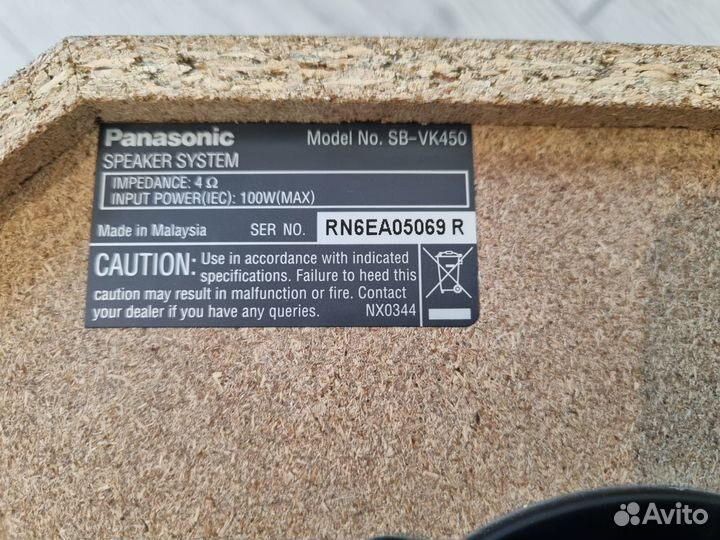 Panasonic Model No. SB-VK450
SPEAKER SYSTEM
IMPEDANCE: 4 Ω
INPUT POWER(IEC): 100W(MAX)
Made in Malaysia SER NO. RN6EA05069 R
CAUTION: Use in accordance with indicated
specifications. Failure to heed this
caution may result in malfunction or fire. Contact
your dealer if you have any queries. NX0344
Avito